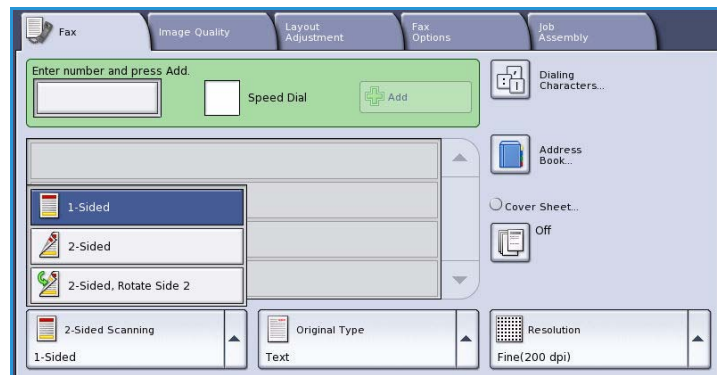 Fax
Image Quality
Layout
Adjustment
Fax
Options
Job
Assembly
Enter number and press Add.
Speed Dial
Add
Dialing
Characters...
Address
Book...
Cover Sheet...
Off
1-Sided
2-Sided
2-Sided, Rotate Side 2
2-Sided Scanning
1-Sided
Original Type
Text
Resolution
Fine(200 dpi)